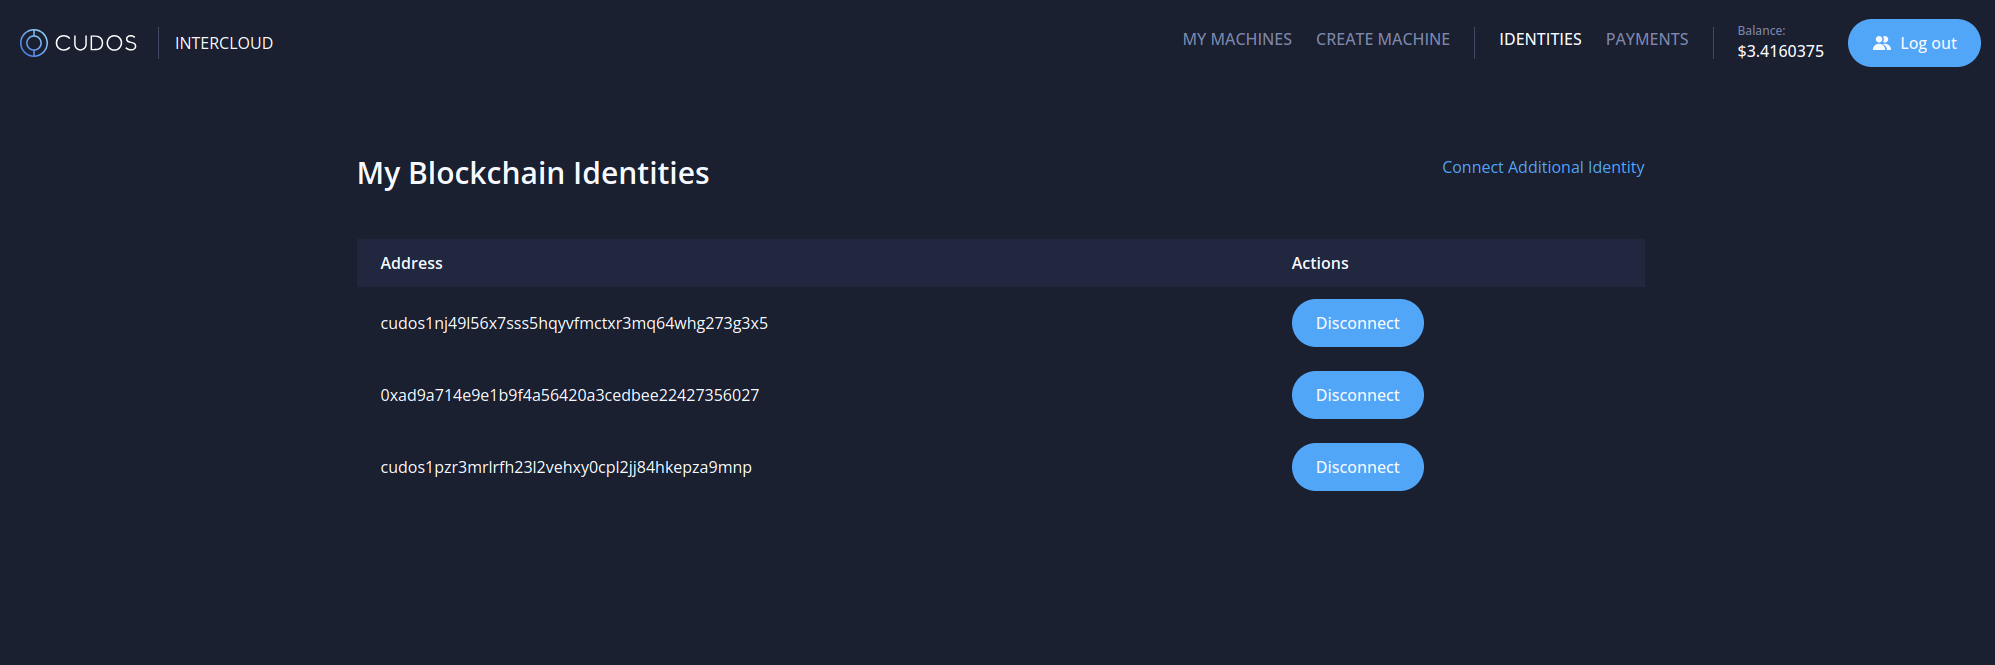 CUDOS INTERCLOUD MY MACHINES CREATE MACHINE IDENTITIES PAYMENTS Balance: $3.4160375 Log out
My Blockchain Identities Connect Additional Identity
Address Actions
cudos1nj49l56x7sss5hqyvfmctxr3mq64whg273g3x5 Disconnect
0xad9a714e9e1b9f4a56420a3cedbee22427356027 Disconnect
cudos1pzr3mrlrfh23l2vehxy0cpl2jj84hkepza9mnp Disconnect